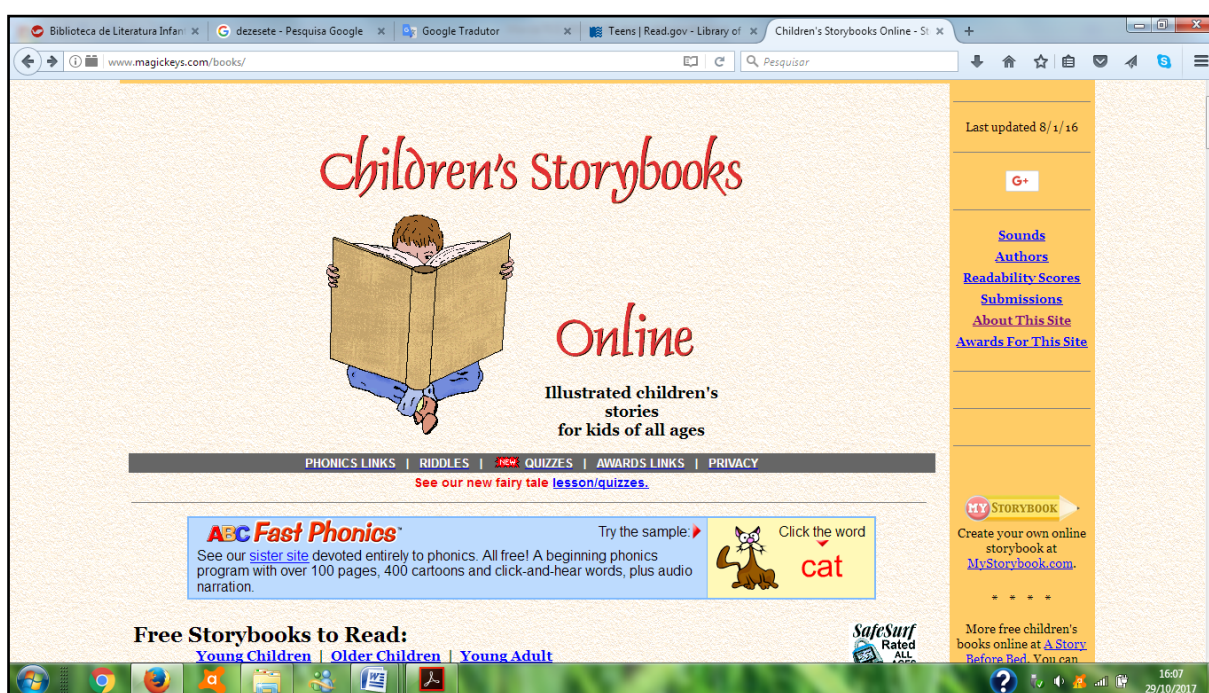 Biblioteca de Literatura Infan
dezesete - Pesquisa Google
Google Tradutor
Teens | Read.gov - Library of
Children's Storybooks Online - St
www.magickeys.com/books/
Pesquisar
Children's Storybooks
Online
Illustrated children's
stories
for kids of all ages
PHONICS LINKS | RIDDLES | NEW QUIZZES | AWARDS LINKS | PRIVACY
See our new fairy tale lesson/quizzes.
ABC Fast Phonics
Try the sample:
See our sister site devoted entirely to phonics. All free! A beginning phonics
program with over 100 pages, 400 cartoons and click-and-hear words, plus audio
narration.
Click the word
cat
Free Storybooks to Read:
Young Children | Older Children | Young Adult
SafeSurf
Rated
ALL
Last updated 8/1/16
G+
Sounds
Authors
Readability Scores
Submissions
About This Site
Awards For This Site
MY STORYBOOK
Create your own online
storybook at
MyStorybook.com.
* * * *
More free children's
books online at A Story
Before Bed. You can
16:07
29/10/2017